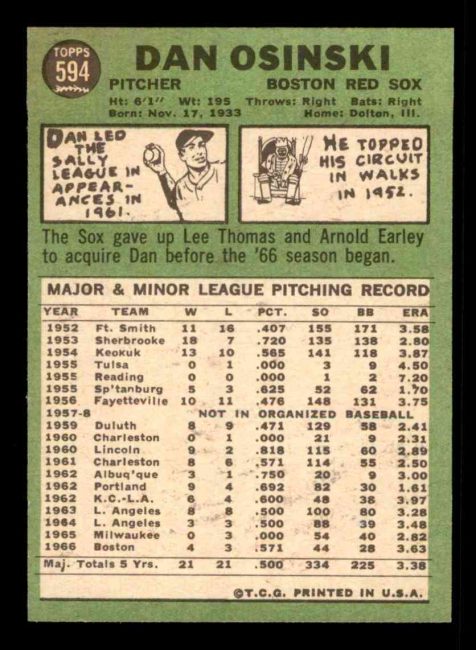 TOPPS
594
DAN OSINSKI
PITCHER BOSTON RED SOX
Ht: 6'1" Wt: 195 Throws: Right Bats: Right
Born: Nov. 17, 1933 Home: Dolton, Ill.
DAN LED
THE
SALLY
LEAGUE IN
APPEAR-
ANCES IN
1961.
HE TOPPED
HIS CIRCUIT
IN WALKS
IN 1952.
The Sox gave up Lee Thomas and Arnold Earley
to acquire Dan before the '66 season began.
MAJOR & MINOR LEAGUE PITCHING RECORD
YEAR TEAM W L PCT. SO BB ERA
1952 Ft. Smith 11 16 .407 155 171 3.58
1953 Sherbrooke 18 7 .720 135 138 2.80
1954 Keokuk 13 10 .565 141 118 3.87
1955 Tulsa 0 1 .000 3 9 4.50
1955 Reading 0 0 .000 1 2 7.20
1955 Sp'tanburg 5 3 .625 52 62 1.70
1956 Fayetteville 10 11 .476 148 131 3.75
1957-8 NOT IN ORGANIZED BASEBALL
1959 Duluth 8 9 .471 129 58 2.41
1960 Charleston 0 1 .000 21 9 2.31
1960 Lincoln 9 2 .818 115 60 2.89
1961 Charleston 8 6 .571 114 55 2.50
1962 Albuq'que 3 1 .750 20 9 3.00
1962 Portland 9 4 .692 82 30 1.61
1962 K.C.-L.A. 6 4 .600 48 38 3.97
1963 L. Angeles 8 8 .500 100 80 3.28
1964 L. Angeles 3 3 .500 88 39 3.48
1965 Milwaukee 0 3 .000 54 40 2.82
1966 Boston 4 3 .571 44 28 3.63
Maj. Totals 5 Yrs. 21 21 .500 334 225 3.38
©T.C.G. PRINTED IN U.S.A.